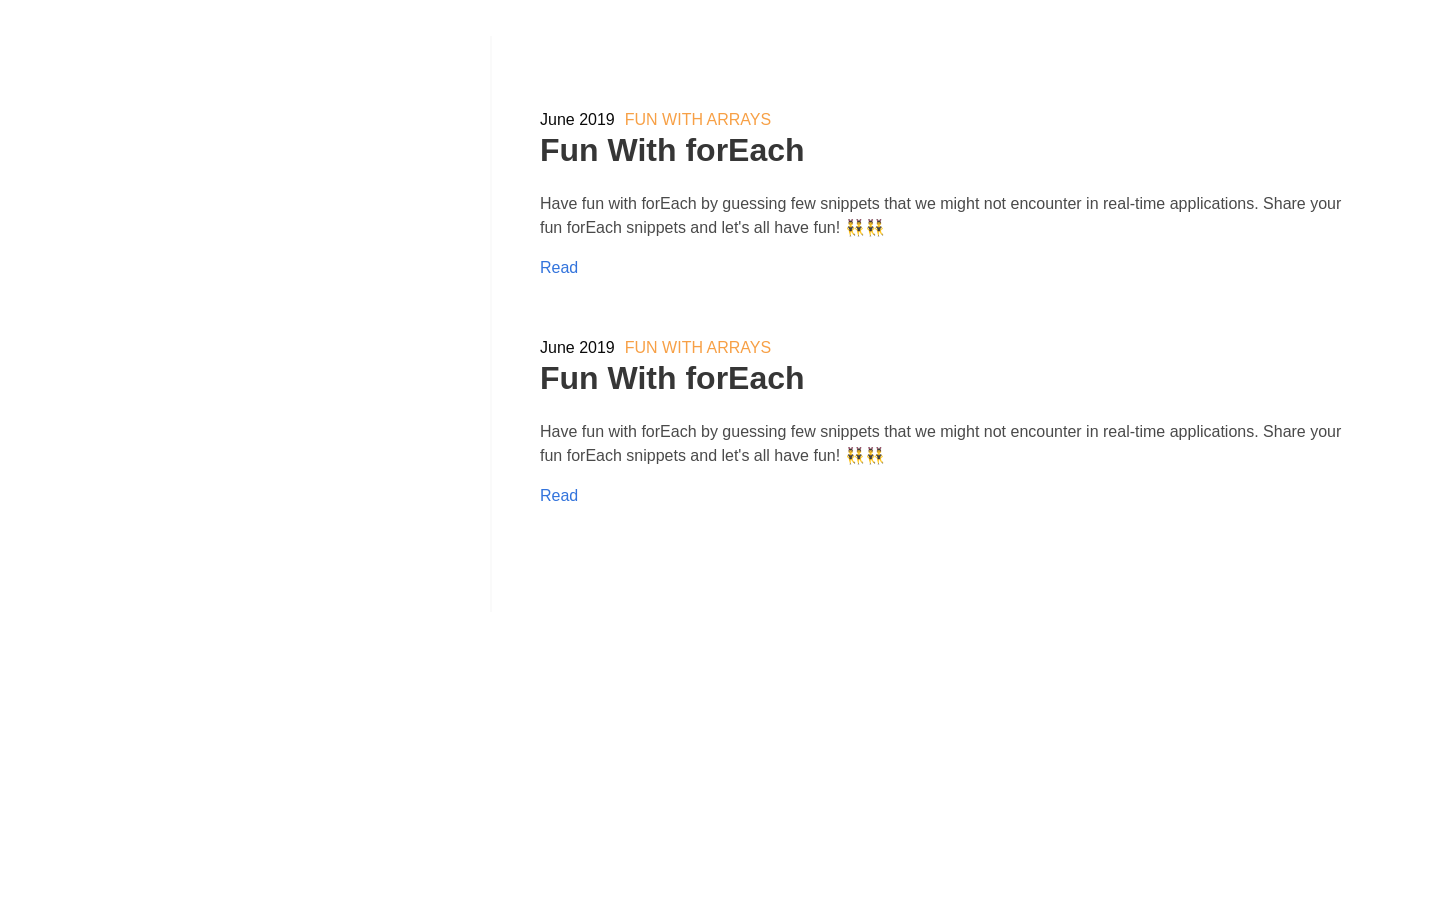 June 2019 FUN WITH ARRAYS
Fun With forEach
Have fun with forEach by guessing few snippets that we might not encounter in real-time applications. Share your
fun forEach snippets and let's all have fun! 👯👯
Read
June 2019 FUN WITH ARRAYS
Fun With forEach
Have fun with forEach by guessing few snippets that we might not encounter in real-time applications. Share your
fun forEach snippets and let's all have fun! 👯👯
Read